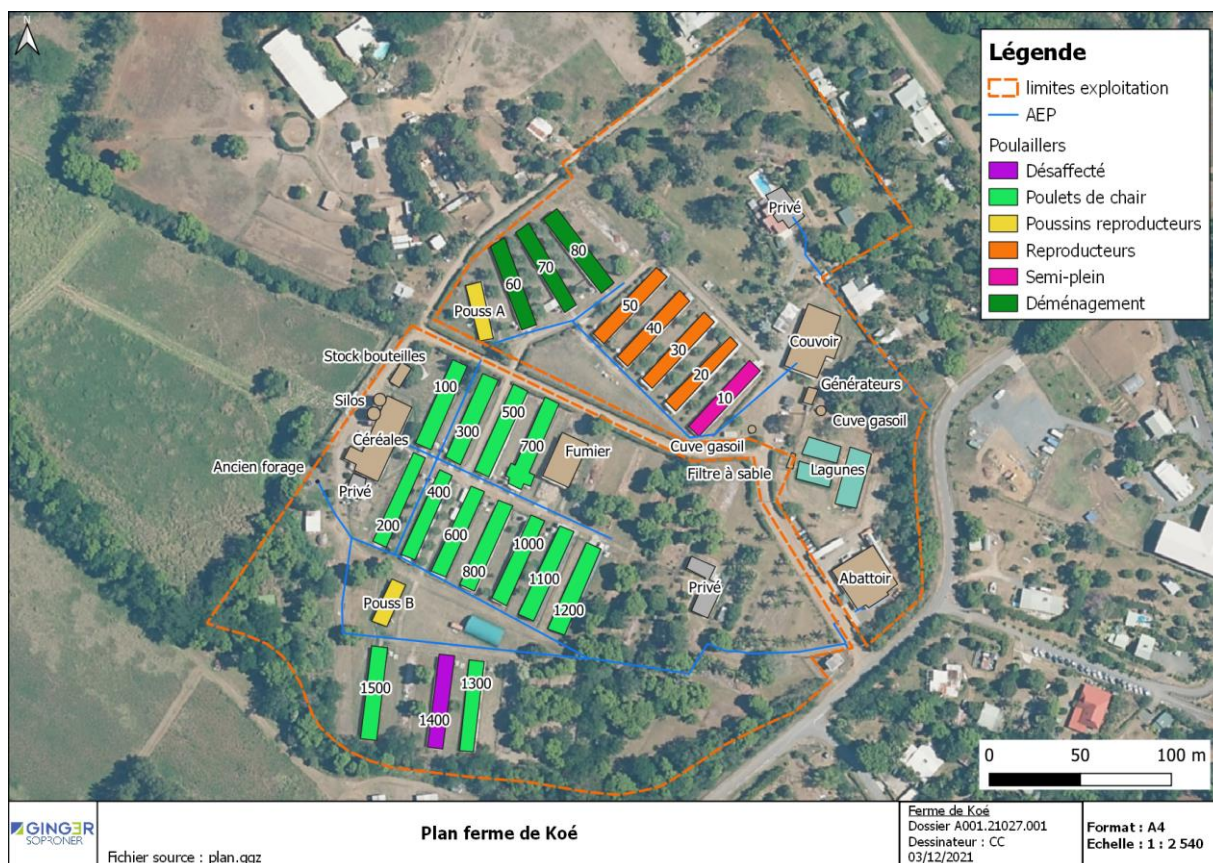 N
Légende
limites exploitation
AEP
Poulaillers
Désaffecté
Poulets de chair
Poussins reproducteurs
Reproducteurs
Semi-plein
Déménagement
Privé
80
70
60
Pouss A
50
40
30
20
10
Couvoir
Générateurs
Cuve gasoil
Cuve gasoil
Stock bouteilles
Silos
Céréales
Ancien forage
Privé
100
300
500
700
Fumier
Filtre à sable
Lagunes
200
400
600
800
1000
1100
1200
Privé
Abattoir
Pouss B
1500
1400
1300
0 50 100 m
GINGER
SOPRONER
Fichier source : plan.qgz
Plan ferme de Koé
Ferme de Koé
Dossier A001.21027.001
Dessinateur : CC
03/12/2021
Format : A4
Echelle : 1 : 2 540